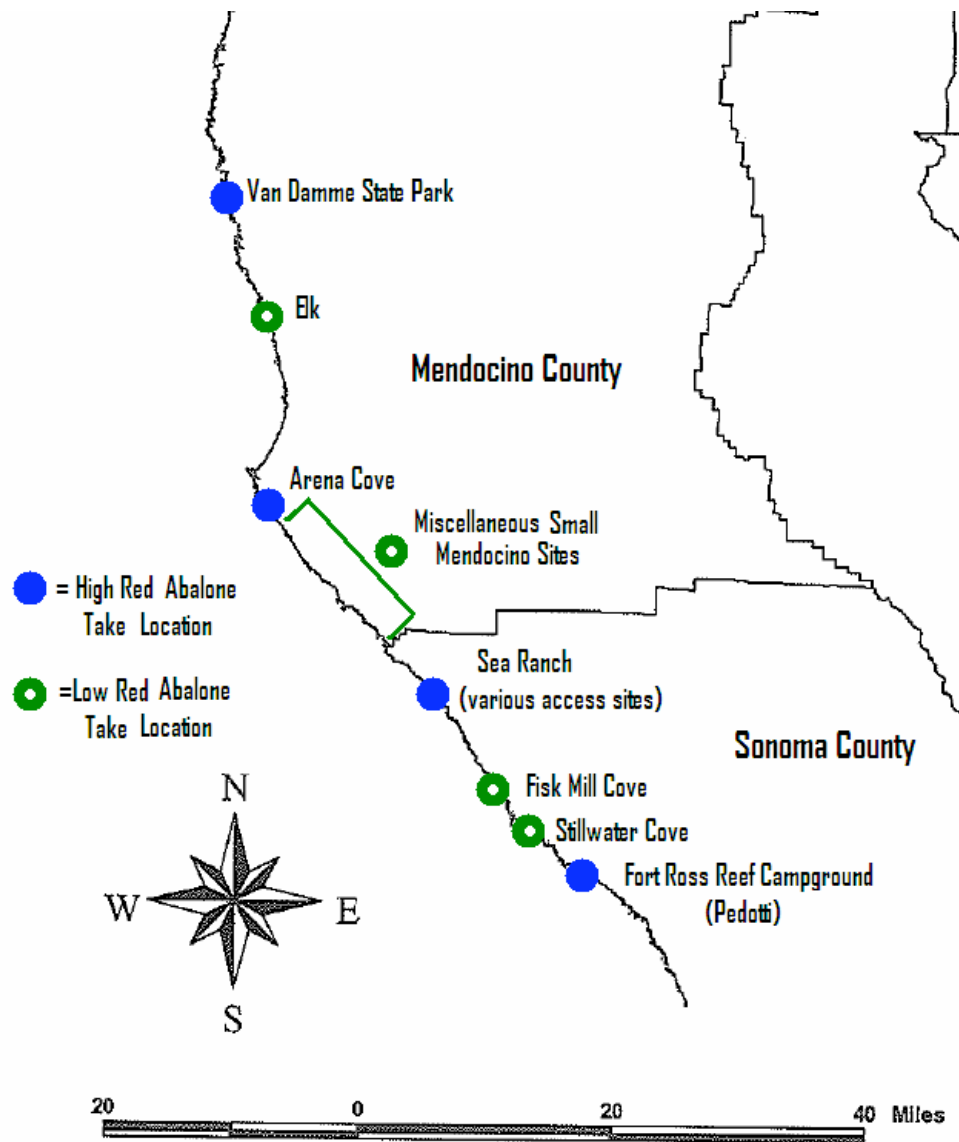 Van Damme State Park
Elk
Mendocino County
Arena Cove
Miscellaneous Small
Mendocino Sites
= High Red Abalone
Take Location
Sea Ranch
(various access sites)
=Low Red Abalone
Take Location
Sonoma County
Fisk Mill Cove
Stillwater Cove
Fort Ross Reef Campground
(Pedotti)
N
W E
S
20 0 20 40 Miles